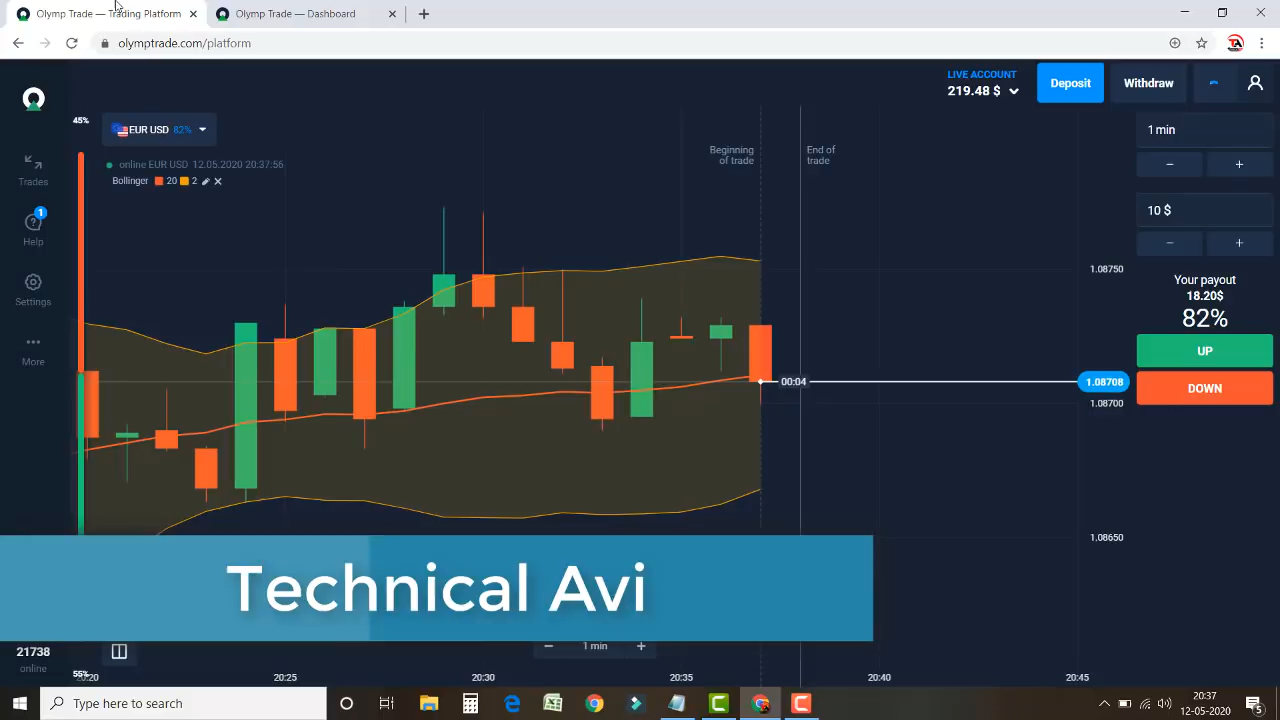 Olymp Trade — Trading Platform
Olymp Trade — Dashboard
olymptrade.com/platform
LIVE ACCOUNT
219.48 $
Deposit
Withdraw
45%
EUR USD 82%
online EUR USD 12.05.2020 20:37:56
Bollinger 20 2
Beginning of trade
End of trade
Trades
1
Help
Settings
More
1 min
10 $
Your payout
18.20$
82%
UP
DOWN
1.08750
1.08708
1.08700
1.08650
00:04
Technical Avi
21738
online
1 min
55%
20:20
20:25
20:30
20:35
20:40
20:45
Type here to search
20:37
12-05-2020
5